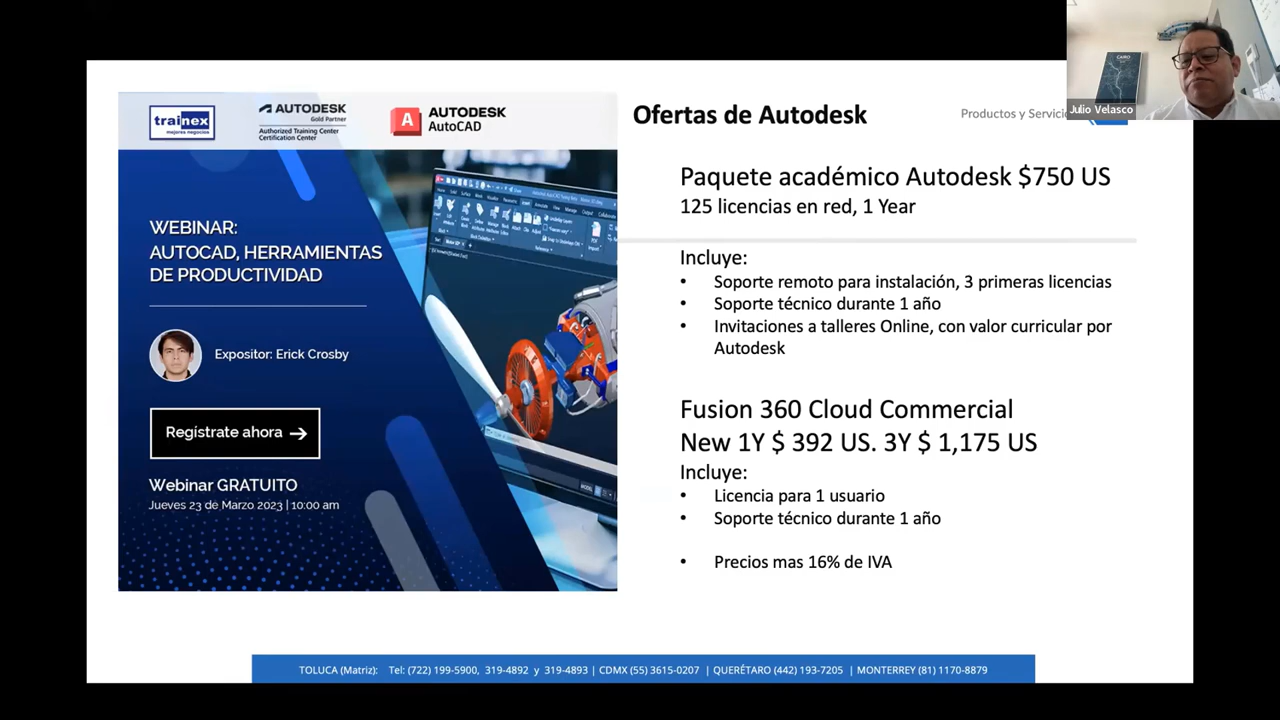 trainex
mejores negocios
AUTODESK
Gold Partner
Authorized Training Center
Certification Center
A
AUTODESK
AutoCAD
WEBINAR:
AUTOCAD, HERRAMIENTAS
DE PRODUCTIVIDAD
Expositor: Erick Crosby
Regístrate ahora →
Webinar GRATUITO
Jueves 23 de Marzo 2023 | 10:00 am
Ofertas de Autodesk
Productos y Servici
Julio Velasco
CAIRO
Paquete académico Autodesk $750 US
125 licencias en red, 1 Year
Incluye:
• Soporte remoto para instalación, 3 primeras licencias
• Soporte técnico durante 1 año
• Invitaciones a talleres Online, con valor curricular por
Autodesk
Fusion 360 Cloud Commercial
New 1Y $ 392 US. 3Y $ 1,175 US
Incluye:
• Licencia para 1 usuario
• Soporte técnico durante 1 año
• Precios mas 16% de IVA
TOLUCA (Matriz): Tel: (722) 199-5900, 319-4892 y 319-4893 | CDMX (55) 3615-0207 | QUERÉTARO (442) 193-7205 | MONTERREY (81) 1170-8879